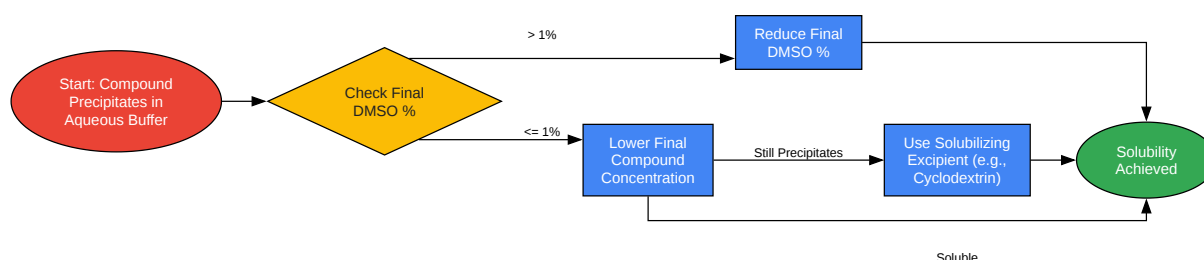 Start: Compound
Precipitates in
Aqueous Buffer
Check Final
DMSO %
> 1%
Reduce Final
DMSO %
<= 1%
Lower Final
Compound
Concentration
Still Precipitates
Use Solubilizing
Excipient (e.g.,
Cyclodextrin)
Solubility
Achieved
Soluble